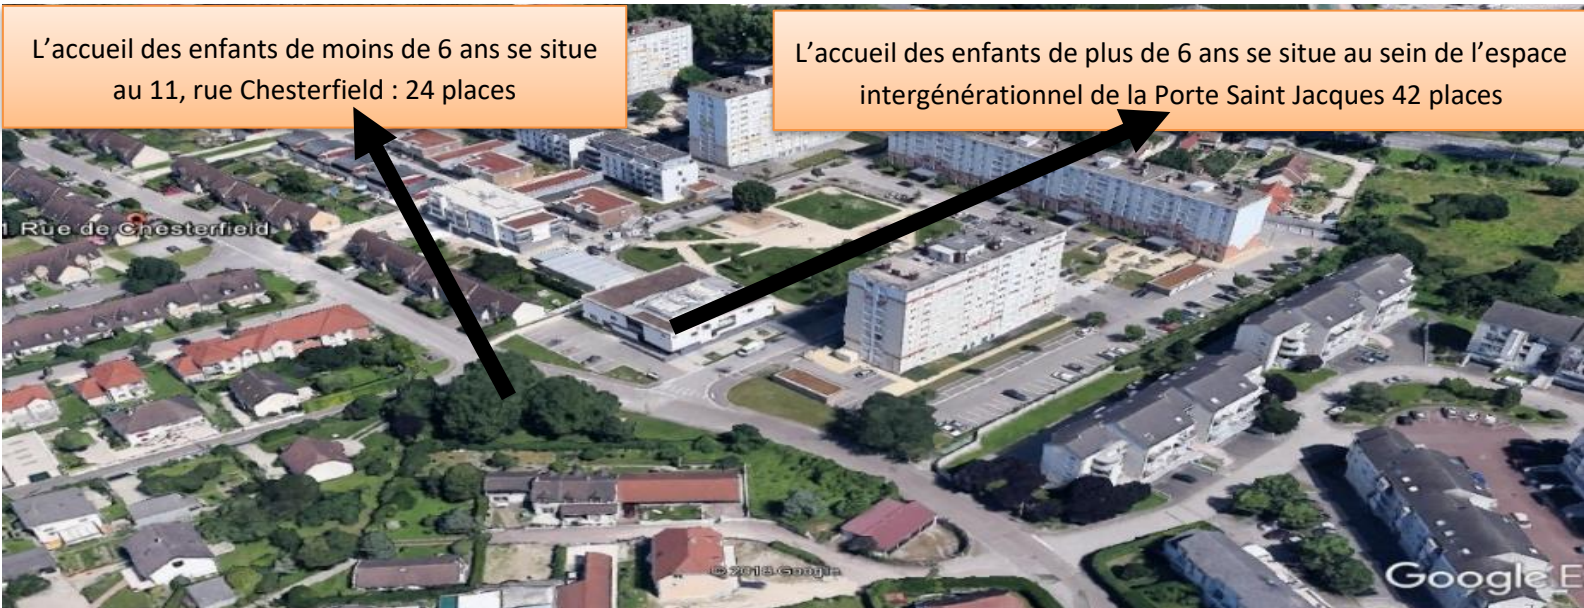 L’accueil des enfants de moins de 6 ans se situe
au 11, rue Chesterfield : 24 places
L’accueil des enfants de plus de 6 ans se situe au sein de l’espace
intergénérationnel de la Porte Saint Jacques 42 places
1 Rue de Chesterfield
© 2018 Google
Google E